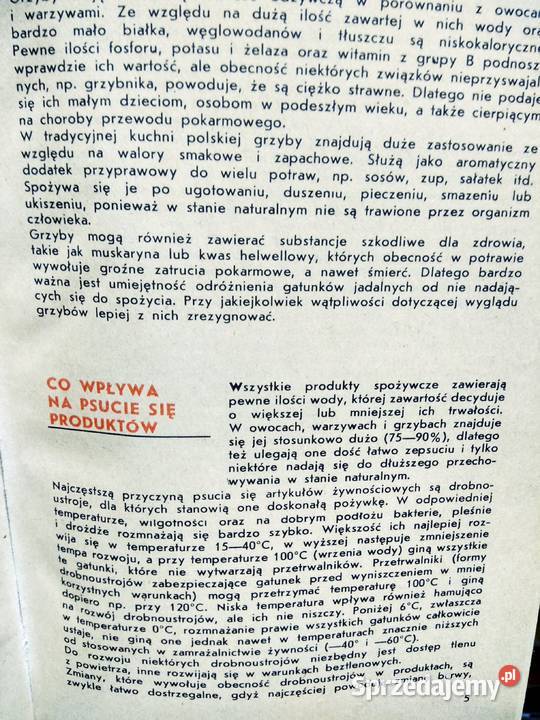 i warzywami. Ze względu na dużą ilość zawartej w nich wody ora
bardzo mało białka, węglowodanów i tłuszczu są niskokaloryczne
Pewne ilości fosforu, potasu i żelaza oraz witamin z grupy B podnosz
wprawdzie ich wartość, ale obecność niektórych związków nieprzyswajal-
nych, np. grzybnika, powoduje, że są ciężko strawne. Dlatego nie podaje
się ich małym dzieciom, osobom w podeszłym wieku, a także cierpiącym
na choroby przewodu pokarmowego.
W tradycyjnej kuchni polskiej grzyby znajdują duże zastosowanie ze
względu na walory smakowe i zapachowe. Służą jako aromatyczny
dodatek przyprawowy do wielu potraw, np. sosów, zup, sałatek itd.
Spożywa się je po ugotowaniu, duszeniu, pieczeniu, smażeniu lub
ukiszeniu, ponieważ w stanie naturalnym nie są trawione przez organizm
człowieka.
Grzyby mogą również zawierać substancje szkodliwe dla zdrowia,
takie jak muskaryna lub kwas helwellowy, których obecność w potrawie
wywołuje groźne zatrucia pokarmowe, a nawet śmierć. Dlatego bardzo
ważna jest umiejętność odróżnienia gatunków jadalnych od nie nadają-
cych się do spożycia. Przy jakiejkolwiek wątpliwości dotyczącej wyglądu
grzybów lepiej z nich zrezygnować.
CO WPŁYWA
NA PSUCIE SIĘ
PRODUKTÓW
Wszystkie produkty spożywcze zawierają
pewne ilości wody, której zawartość decyduje
o większej lub mniejszej ich trwałości.
W owocach, warzywach i grzybach znajduje
się jej stosunkowo dużo (75—90%), dlatego
też ulegają one dość łatwo zepsuciu i tylko
niektóre nadają się do dłuższego przecho-
wywania w stanie naturalnym.
Najczęstszą przyczyną psucia się artykułów żywnościowych są drobno-
ustroje, dla których stanowią one doskonałą pożywkę. W odpowiedniej
temperaturze, wilgotności oraz na dobrym podłożu bakterie, pleśnie
i drożdże rozmnażają się bardzo szybko. Większość ich najlepiej roz-
wija się w temperaturze 15—40°C, w wyższej następuje zmniejszenie
tempa rozwoju, a przy temperaturze 100°C (wrzenia wody) giną wszystkie
te gatunki, które nie wytwarzają przetrwalników. Przetrwalniki (formy
drobnoustrojów zabezpieczające gatunek przed wyniszczeniem w mniej
korzystnych warunkach) mogą przetrzymać temperaturę 100°C i giną
dopiero np. przy 120°C. Niska temperatura wpływa również hamująco
na rozwój drobnoustrojów, ale ich nie niszczy. Poniżej 6°C, zwłaszcza
w temperaturze 0°C, rozmnażanie prawie wszystkich gatunków całkowicie
ustaje, nie giną one jednak nawet w temperaturach znacznie niższych
od stosowanych w zamrażalnictwie żywności (—40° i —60°C).
Do rozwoju niektórych drobnoustrojów niezbędny jest dostęp tlenu
z powietrza, inne rozwijają się w warunkach beztlenowych.
Zmiany, które wywołuje obecność drobnoustrojów w produktach, są
zwykle łatwo dostrzegalne, gdyż najczęściej powodują zmiany barwy,
5
Sprzedajemy.pl